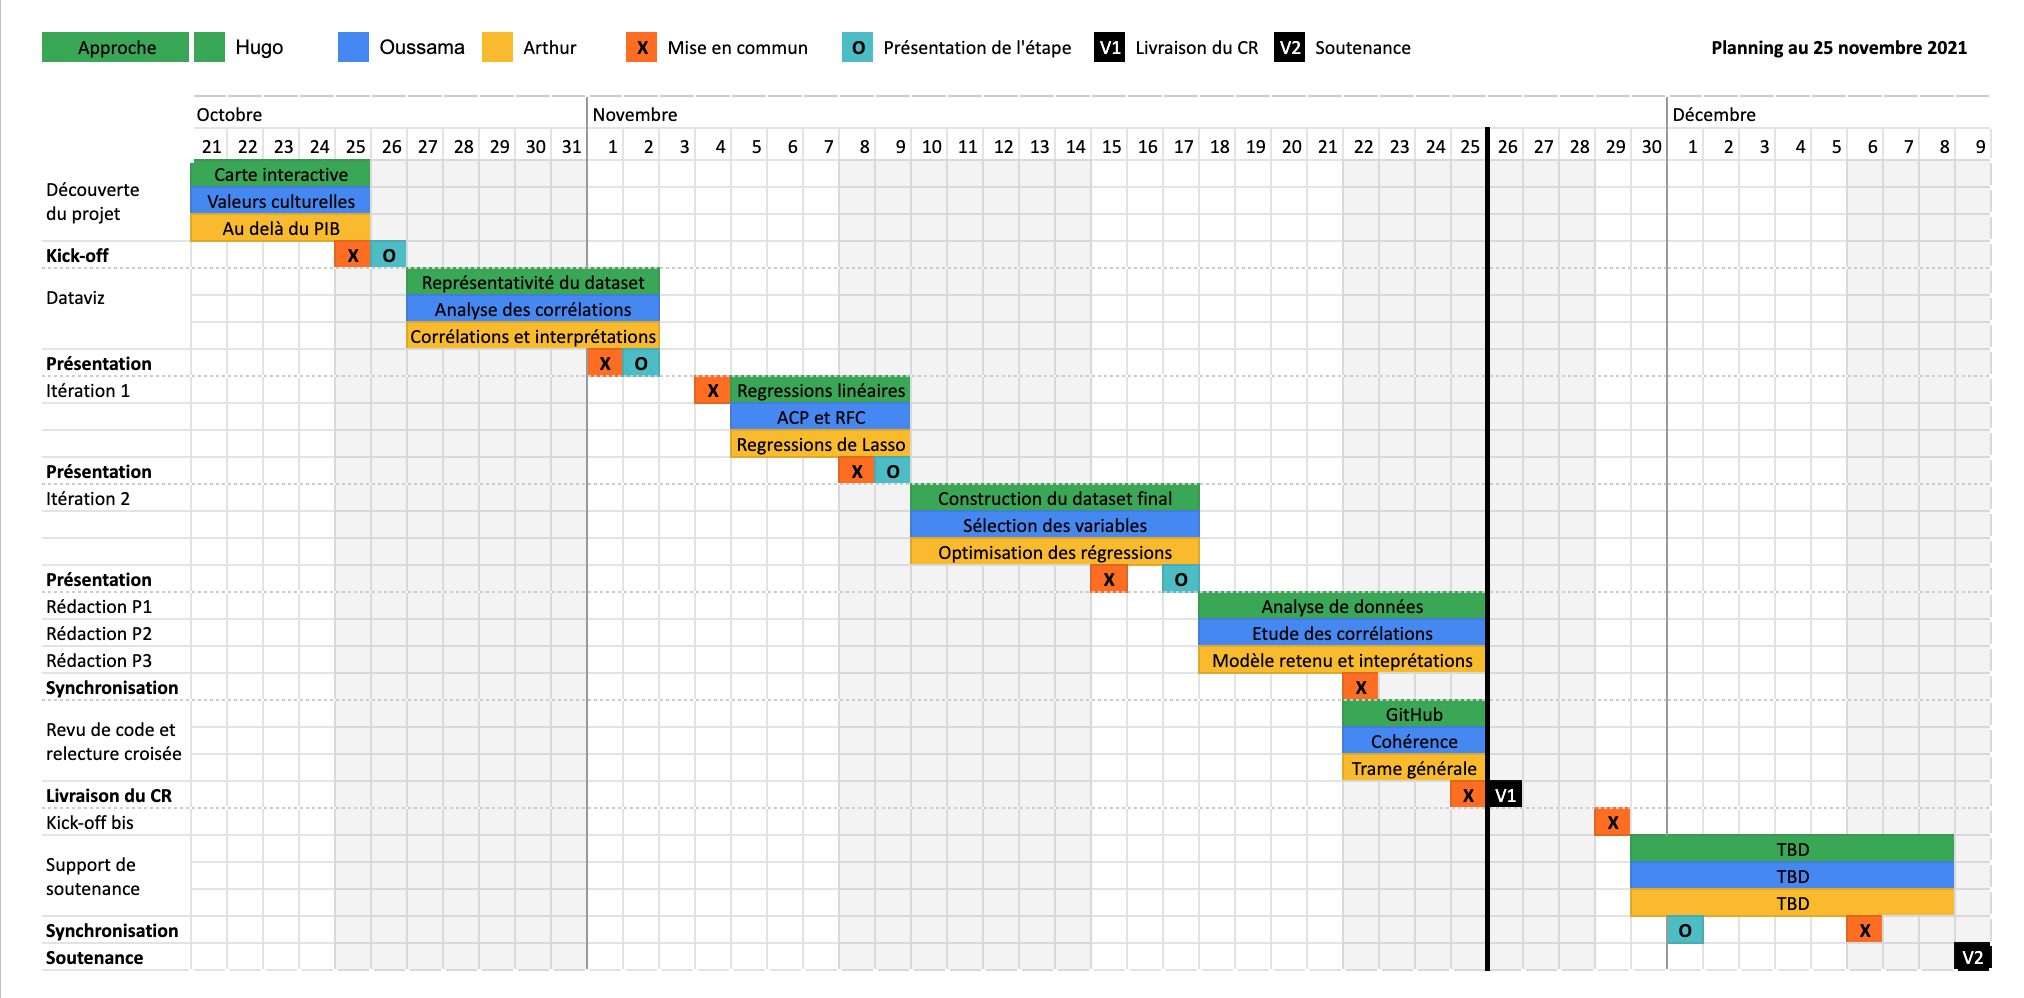 Approche Hugo Oussama Arthur X Mise en commun O Présentation de l'étape V1 Livraison du CR V2 Soutenance Planning au 25 novembre 2021
Octobre Novembre Décembre
21 22 23 24 25 26 27 28 29 30 31 1 2 3 4 5 6 7 8 9 10 11 12 13 14 15 16 17 18 19 20 21 22 23 24 25 26 27 28 29 30 1 2 3 4 5 6 7 8 9
Découverte
du projet
Carte interactive
Valeurs culturelles
Au delà du PIB
Kick-off X O
Dataviz
Représentativité du dataset
Analyse des corrélations
Corrélations et interprétations
Présentation X O
Itération 1 X Regressions linéaires
ACP et RFC
Regressions de Lasso
Présentation X O
Itération 2 Construction du dataset final
Sélection des variables
Optimisation des régressions
Présentation X O
Rédaction P1 Analyse de données
Rédaction P2 Etude des corrélations
Rédaction P3 Modèle retenu et inteprétations
Synchronisation X
Revu de code et
relecture croisée
GitHub
Cohérence
Trame générale
Livraison du CR X V1
Kick-off bis X
Support de
soutenance
TBD
TBD
TBD
Synchronisation O X
Soutenance V2